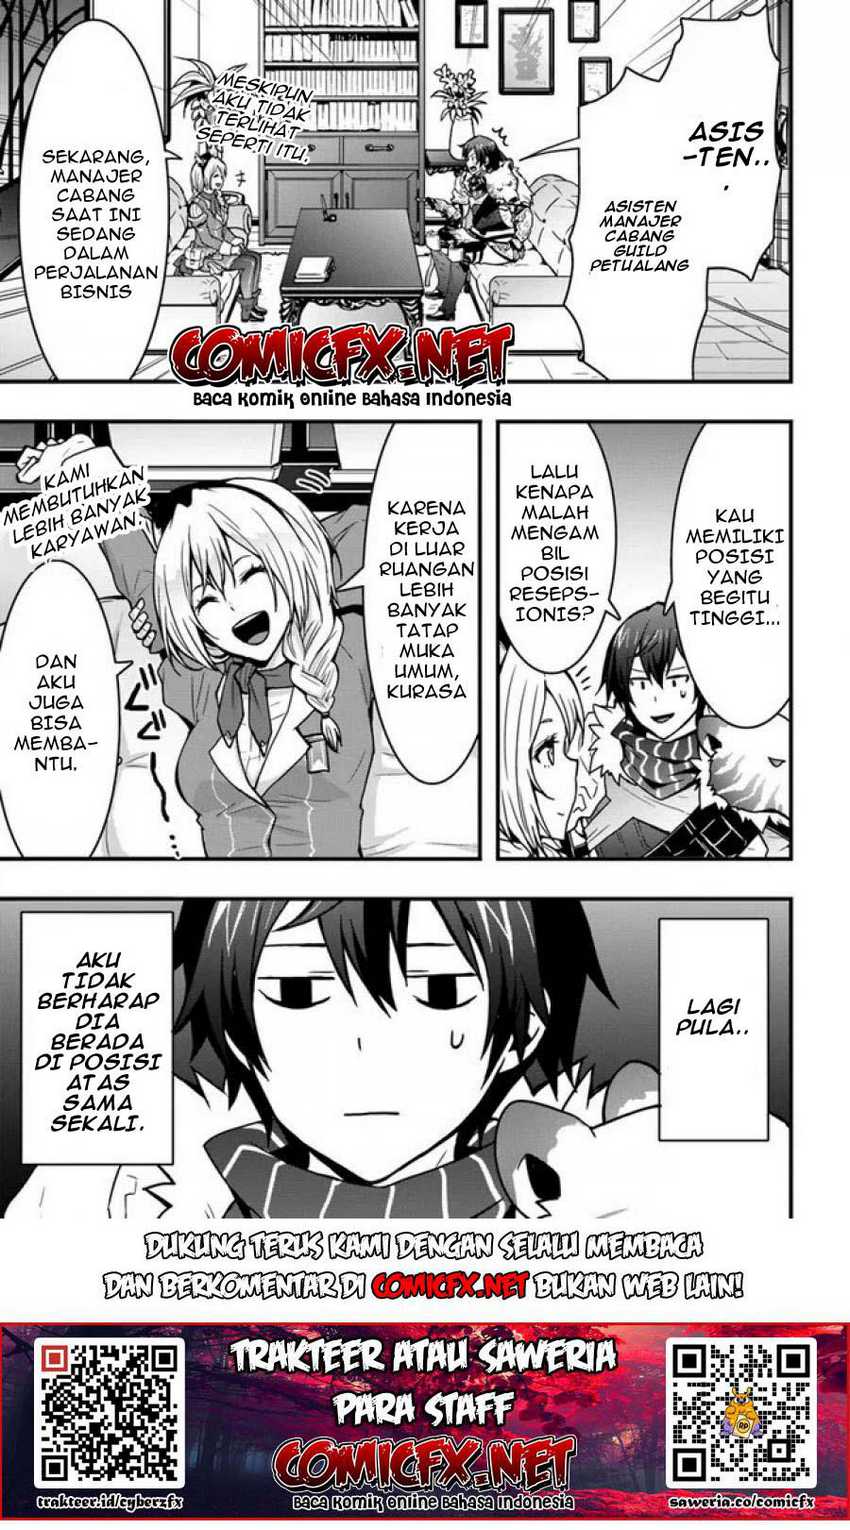 ASIS
-TEN..
.
ASISTEN
MANAJER
CABANG
GUILD
PETUALANG
MESKIPUN
AKU TIDAK
TERLIHAT
SEPERTI ITU.
SEKARANG,
MANAJER
CABANG
SAAT INI
SEDANG
DALAM
PERJALANAN
BISNIS
COMICFX.NET
Baca Komik Online Bahasa Indonesia
KAU
MEMILIKI
POSISI
YANG
BEGITU
TINGGI...
LALU
KENAPA
MALAH
MENGAM
BIL
POSISI
RESEPS-
IONIS?
KARENA
KERJA
DI LUAR
RUANGAN
LEBIH
BANYAK
TATAP
MUKA
UMUM,
KURASA
KAMI
MEMBUTUHKAN
LEBIH BANYAK
KARYAWAN.
DAN
AKU
JUGA
BISA
MEMBA-
NTU.
LAGI
PULA..
AKU
TIDAK
BERHARAP
DIA
BERADA
DI POSISI
ATAS
SAMA
SEKALI.
DUKUNG TERUS KAMI DENGAN SELALU MEMBACA
DAN BERKOMENTAR DI COMICFX.NET BUKAN WEB LAIN!
TRAKTEER ATAU SAWERIA
PARA STAFF
COMICFX.NET
Baca Komik Online Bahasa Indonesia
trakteer.id/cyberzfx
RP
saweria.co/comicfx